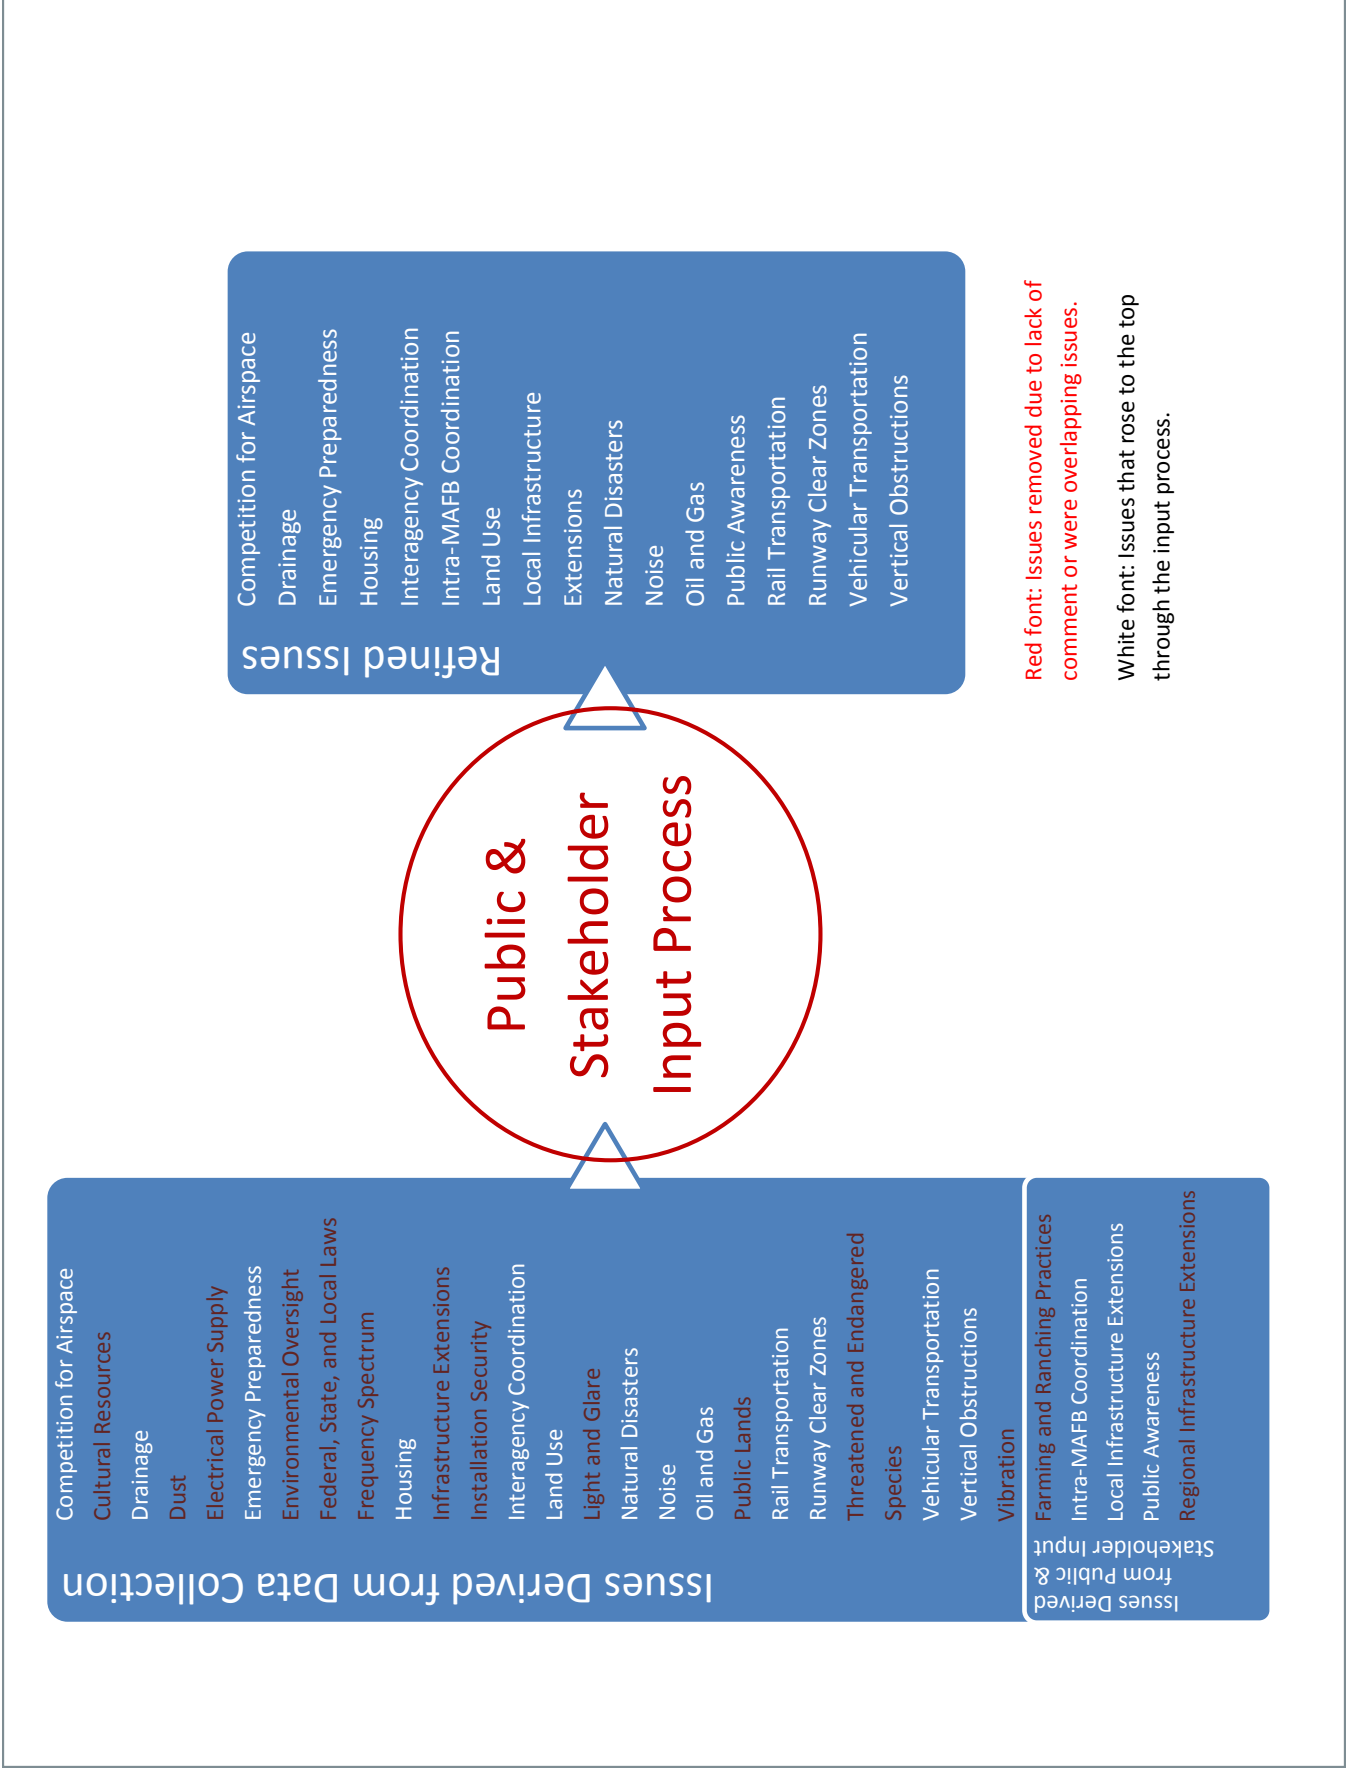 Issues Derived from Data Collection
Competition for Airspace
Cultural Resources
Drainage
Dust
Electrical Power Supply
Emergency Preparedness
Environmental Oversight
Federal, State, and Local Laws
Frequency Spectrum
Housing
Infrastructure Extensions
Installation Security
Interagency Coordination
Land Use
Light and Glare
Natural Disasters
Noise
Oil and Gas
Public Lands
Rail Transportation
Runway Clear Zones
Threatened and Endangered
Species
Vehicular Transportation
Vertical Obstructions
Vibration
Issues Derived
from Public &
Stakeholder Input
Farming and Ranching Practices
Intra-MAFB Coordination
Local Infrastructure Extensions
Public Awareness
Regional Infrastructure Extensions
Public &
Stakeholder
Input Process
Refined Issues
Competition for Airspace
Drainage
Emergency Preparedness
Housing
Interagency Coordination
Intra-MAFB Coordination
Land Use
Local Infrastructure
Extensions
Natural Disasters
Noise
Oil and Gas
Public Awareness
Rail Transportation
Runway Clear Zones
Vehicular Transportation
Vertical Obstructions
Red font: Issues removed due to lack of
comment or were overlapping issues.
White font: Issues that rose to the top
through the input process.